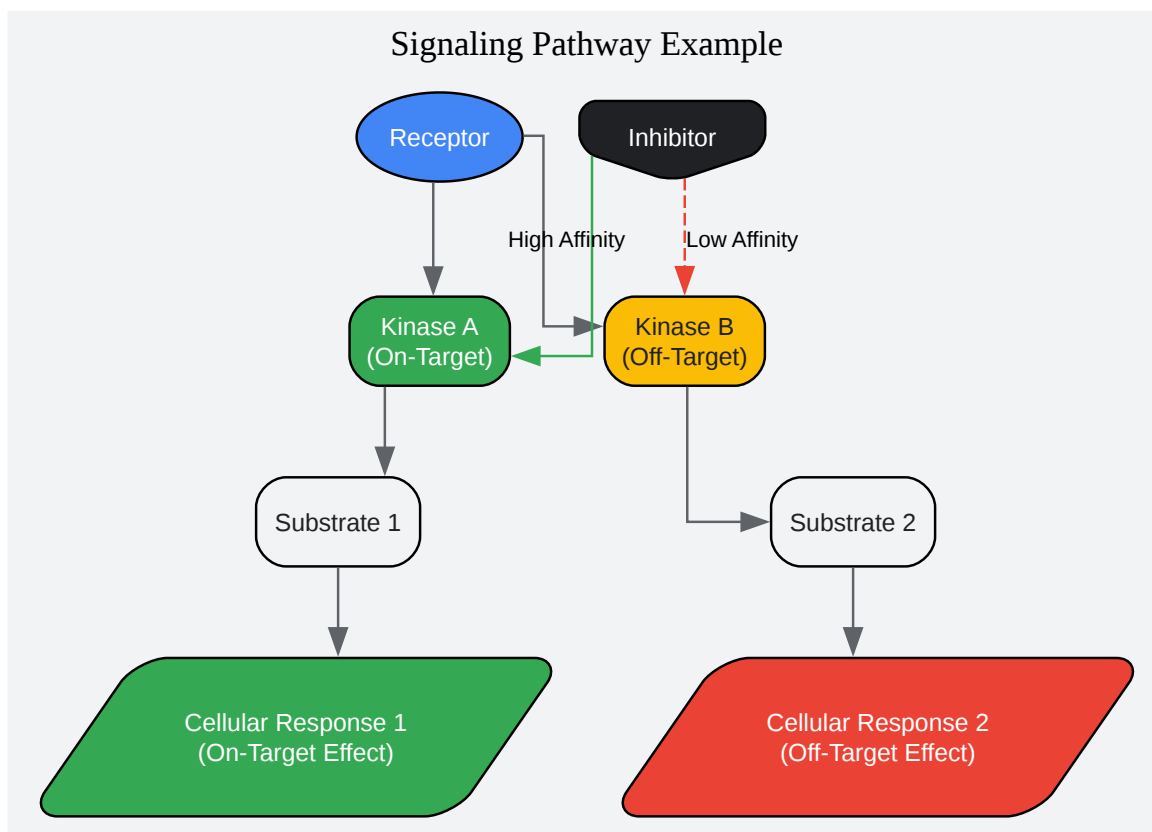 Signaling Pathway Example
Receptor
Inhibitor
High Affinity
Low Affinity
Kinase A
(On-Target)
Kinase B
(Off-Target)
Substrate 1
Substrate 2
Cellular Response 1
(On-Target Effect)
Cellular Response 2
(Off-Target Effect)